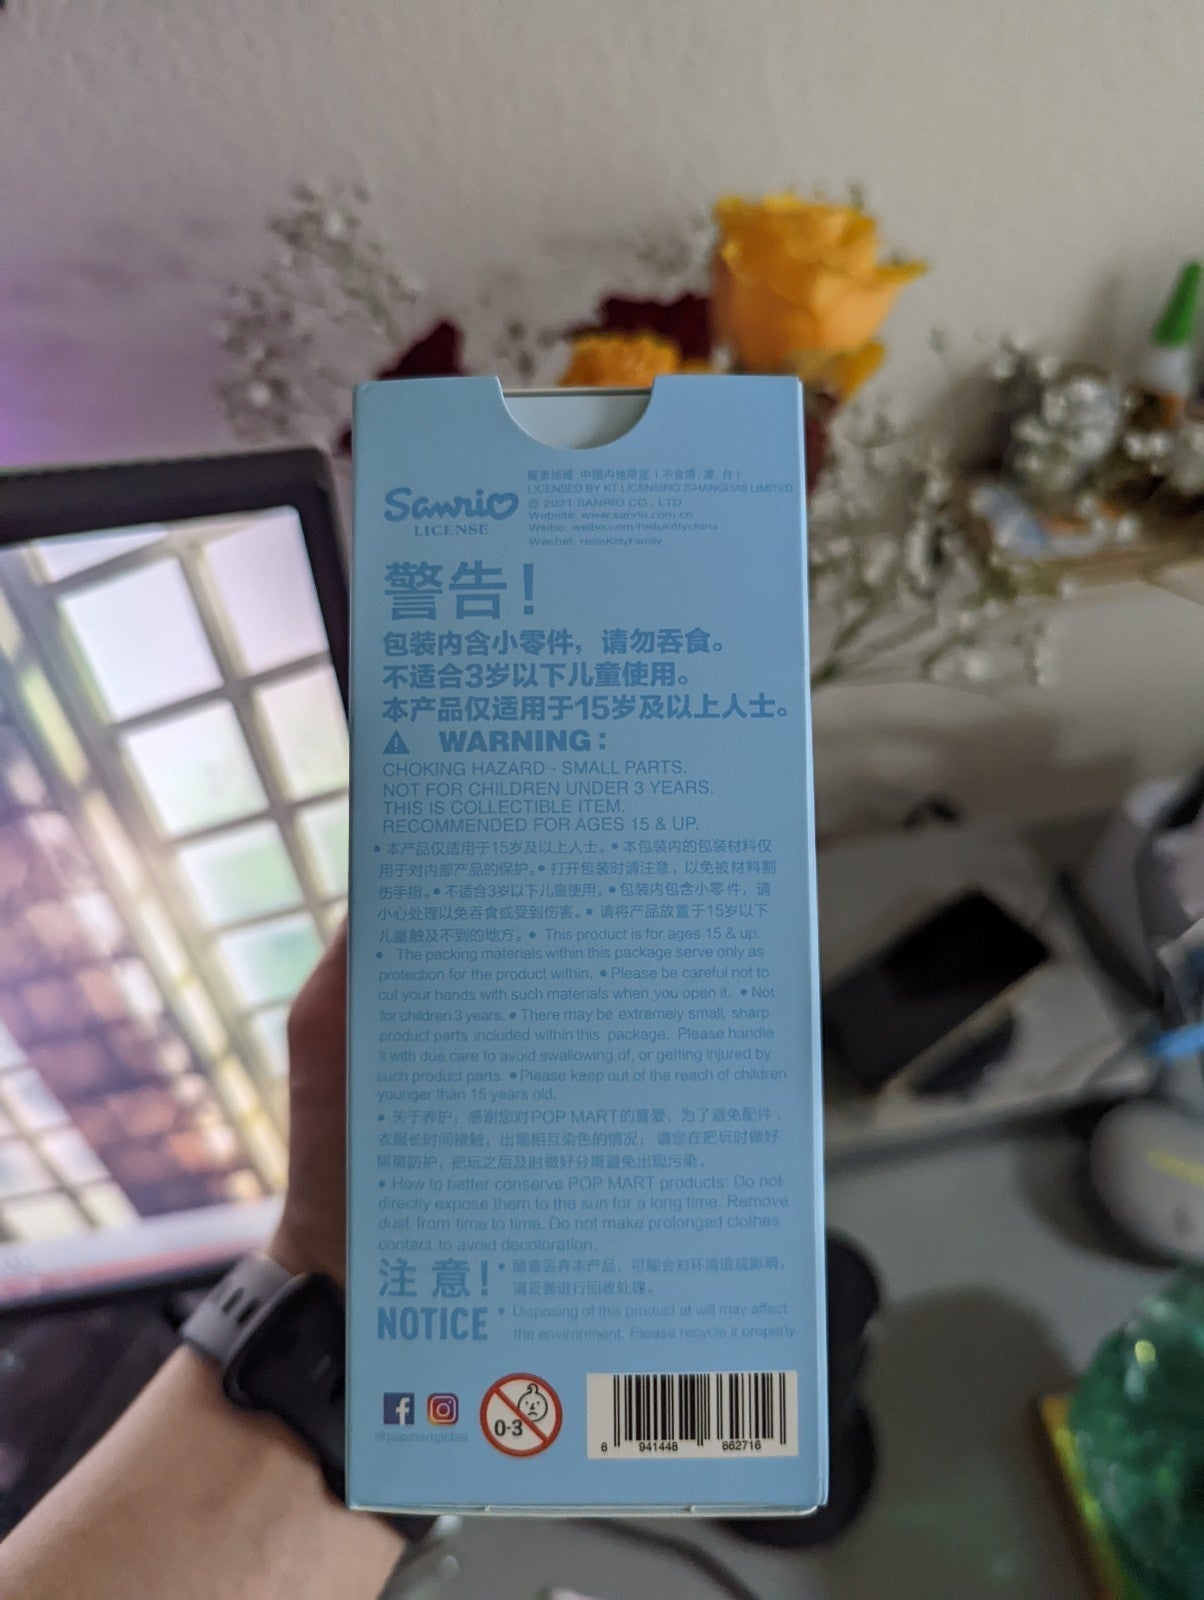 Sanrio
LICENSE
贩卖地域 中国内地限定(不含港,澳,台)
LICENSED BY KT LICENSING (SHANGHAI) LIMITED
© 2021 SANRIO CO., LTD
Website: www.sanrio.com.cn
Weibo: weibo.com/hellokittychina
Wechat: HelloKittyFamily
警告!
包装内含小零件，请勿吞食。
不适合3岁以下儿童使用。
本产品仅适用于15岁及以上人士。
WARNING:
CHOKING HAZARD - SMALL PARTS.
NOT FOR CHILDREN UNDER 3 YEARS.
THIS IS COLLECTIBLE ITEM.
RECOMMENDED FOR AGES 15 & UP.
• 本产品仅适用于15岁及以上人士。• 本包装内的包装材料仅
用于对内部产品的保护。• 打开包装时请注意，以免被材料割
伤手指。• 不适合3岁以下儿童使用。• 包装内包含小零件，请
小心处理以免吞食或受到伤害。• 请将产品放置于15岁以下
儿童触及不到的地方。• This product is for ages 15 & up.
• The packing materials within this package serve only as
protection for the product within. • Please be careful not to
cut your hands with such materials when you open it. • Not
for children 3 years. • There may be extremely small, sharp
product parts included within this package. Please handle
it with due care to avoid swallowing of, or getting injured by
such product parts. • Please keep out of the reach of children
younger than 15 years old.
• 关于养护：感谢您对POP MART的喜爱，为了避免配件、
衣服长时间接触，出现相互染色的情况；请您在把玩时做好
隔离防护，把玩之后及时做好分离避免出现污染。
• How to better conserve POP MART products: Do not
directly expose them to the sun for a long time. Remove
dust from time to time. Do not make prolonged clothes
contact to avoid decoloration.
注意!
• 随意丢弃本产品，可能会对环境造成影响，
请妥善进行回收处理。
NOTICE
• Disposing of this product at will may affect
the environment. Please recycle it properly.
@popmartglobal
0-3
6 941448 662716